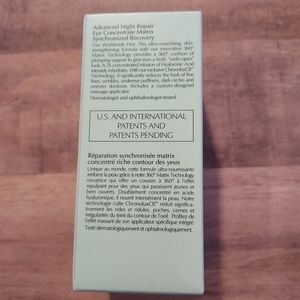 Advanced Night Repair
Eye Concentrate Matrix
Synchronized Recovery
Our Worldwide First. This ultra-nourishing, skin-
strengthening formula with our innovative 360°
Matrix Technology provides a 360° cushion of
plumping support to give eyes a fresh, "wide open"
look. A 2X concentrated infusion of Hyaluronic Acid
intensely rehydrates. With our exclusive ChronoluxCB™
Technology, it significantly reduces the look of fine
lines, wrinkles, undereye puffiness, dark circles and
uneven skintone. Includes a custom-designed
massage applicator.
Dermatologist and ophthalmologist tested.
U.S. AND INTERNATIONAL
PATENTS AND
PATENTS PENDING
Réparation synchronisée matrix
concentré riche contour des yeux
Unique au monde, cette formule ultra-nourrissante
renforce la peau grâce à notre 360° Matrix Technology
novatrice qui offre un coussin à 360° à l'effet
repulpant pour des yeux qui paraissent jeunes et
bien ouverts. Doublement concentré en acide
hyaluronique, il nourrit intensément la peau. Notre
technologie culte ChronoluxCB™ réduit significa-
tivement les rides et ridules, poches, cernes et
irrégularités du teint du contour de l'oeil. Profitez de
l'effet massant de son applicateur spécifique intégré.
Testé dermatologiquement et ophtalmologiquement.